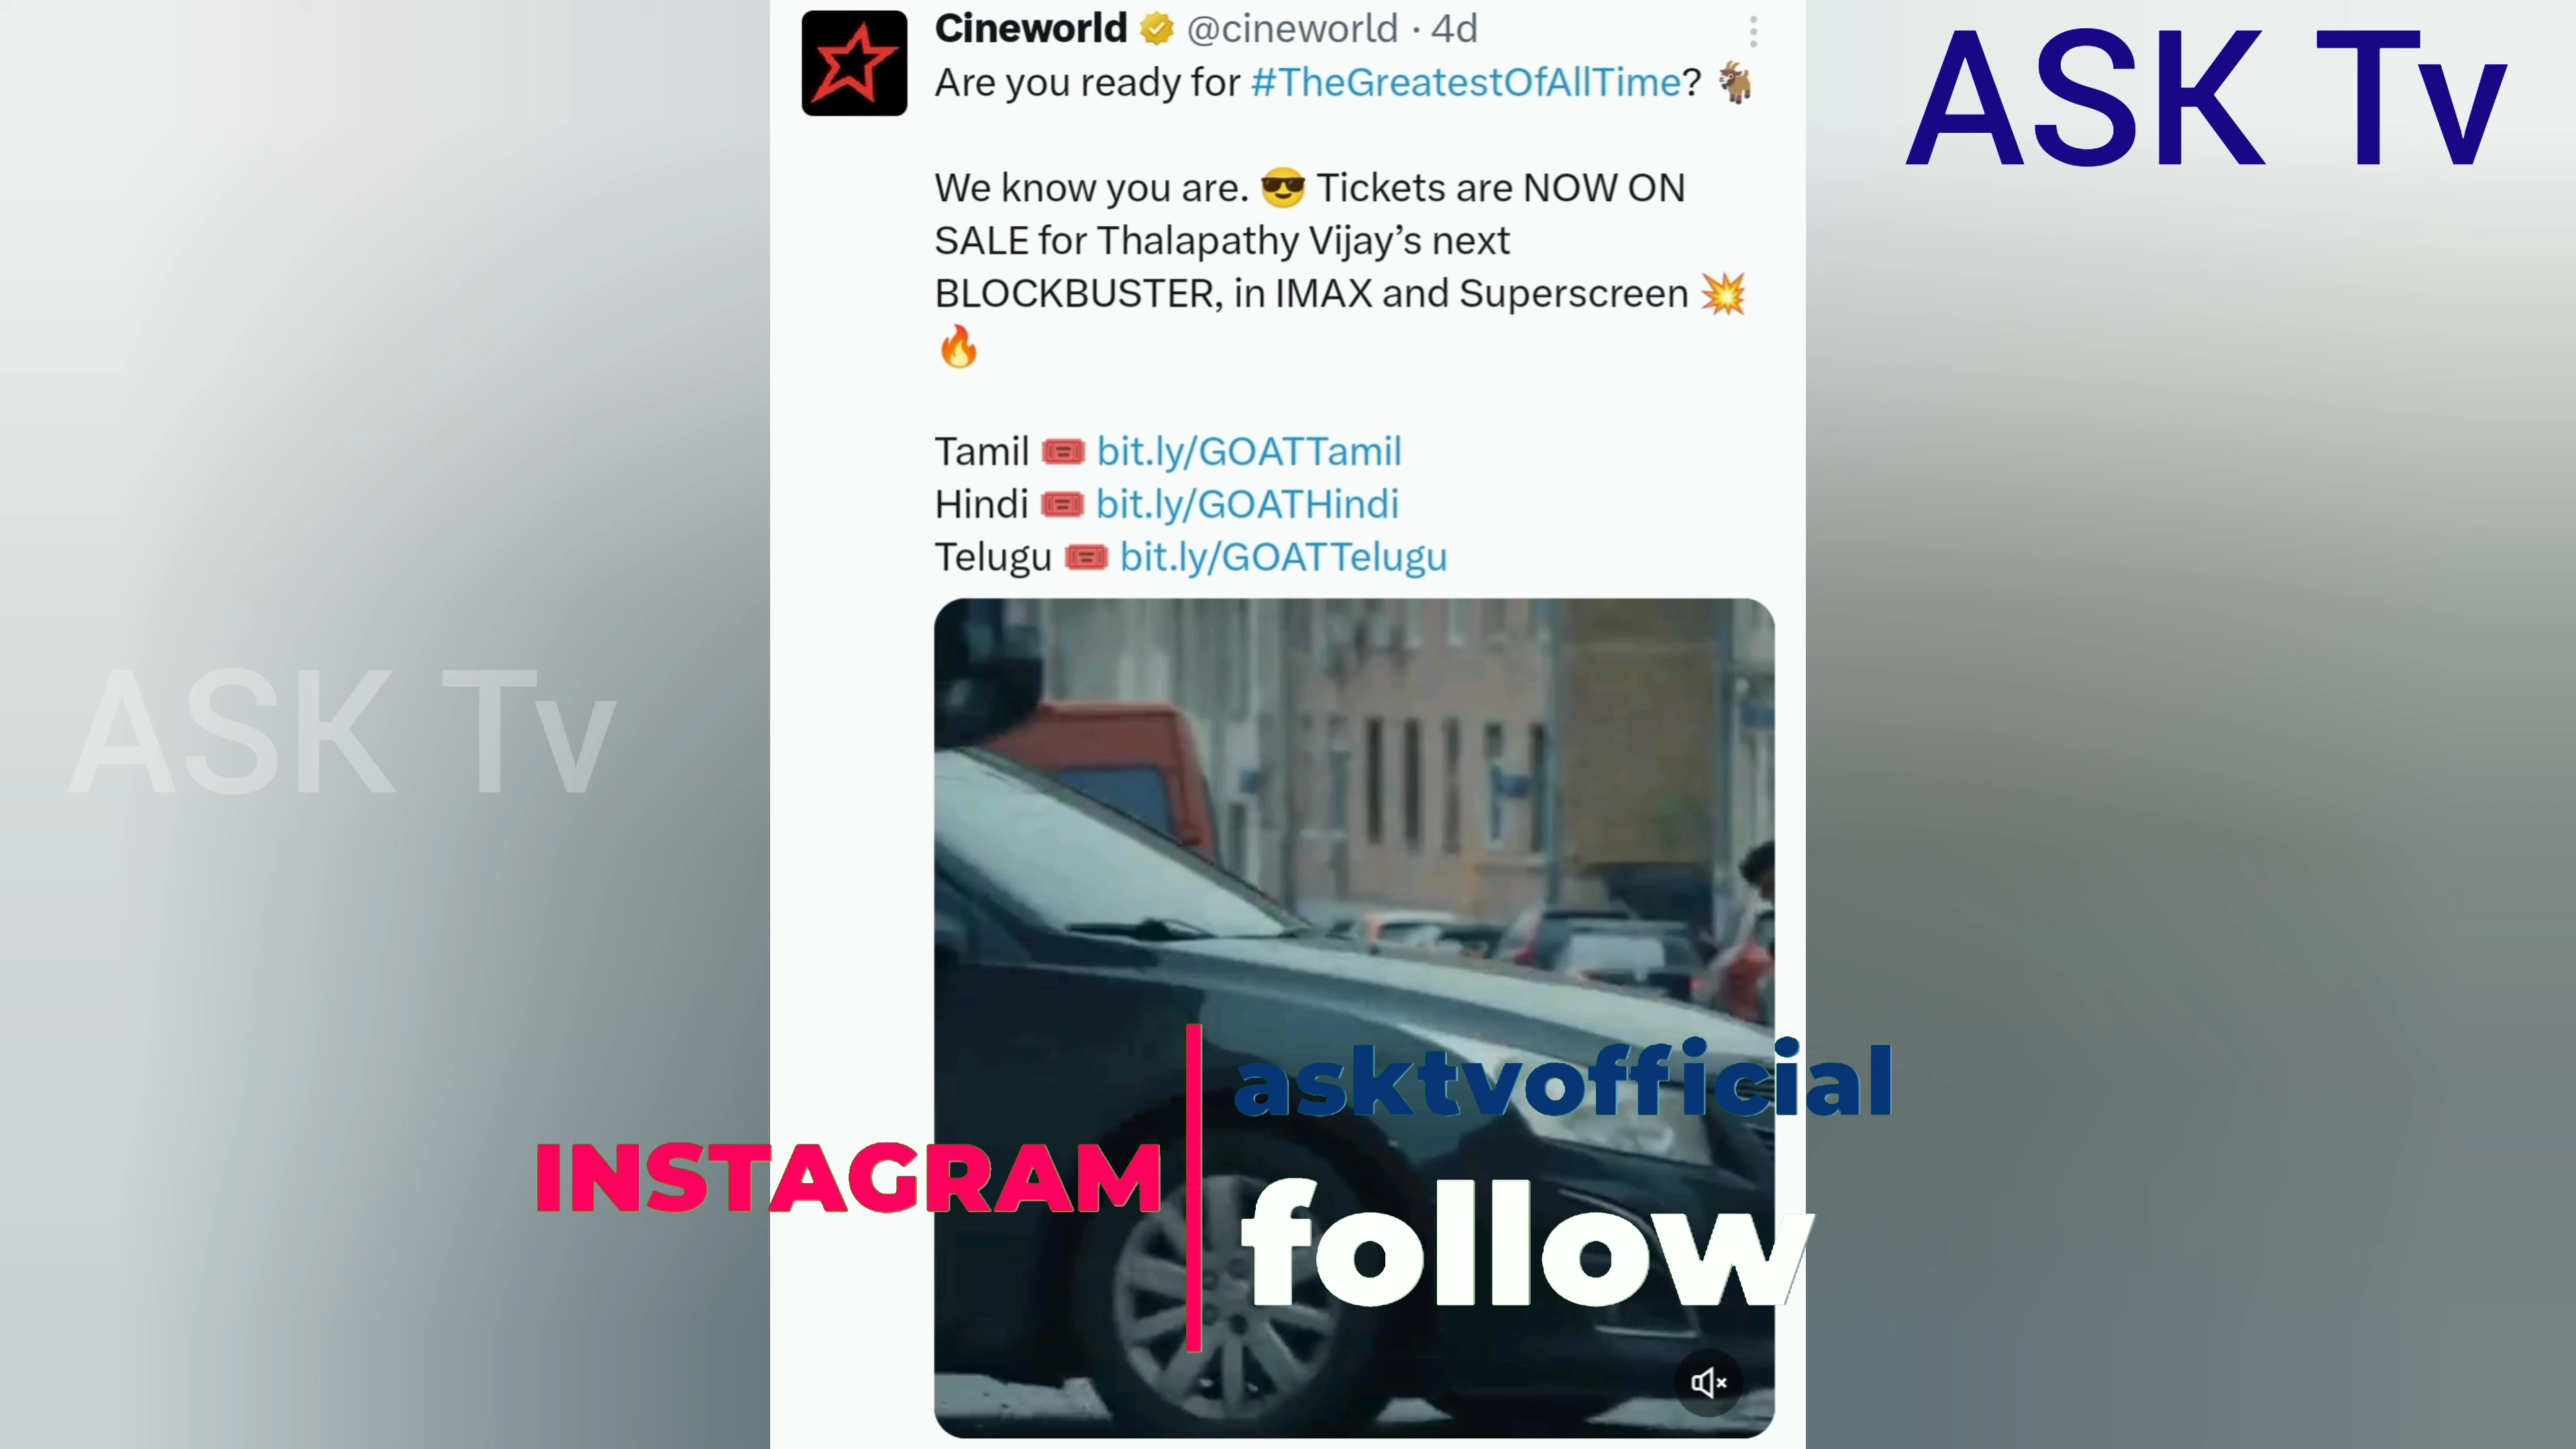 Cineworld @cineworld · 4d
Are you ready for #TheGreatestOfAllTime? 🐐
We know you are. 😎 Tickets are NOW ON
SALE for Thalapathy Vijay’s next
BLOCKBUSTER, in IMAX and Superscreen 💥
🔥
Tamil 🎟️ bit.ly/GOATTamil
Hindi 🎟️ bit.ly/GOATHindi
Telugu 🎟️ bit.ly/GOATTelugu
ASK Tv
ASK Tv
asktvofficial
INSTAGRAM
follow